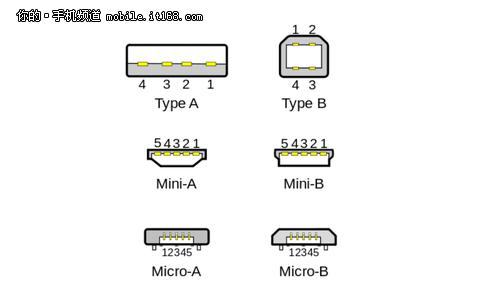 你的·手机频道 mobile.it168.com
1 2
4 3 2 1
4 3
Type A
Type B
5 4 3 2 1
5 4 3 2 1
Mini-A
Mini-B
12345
12345
Micro-A
Micro-B